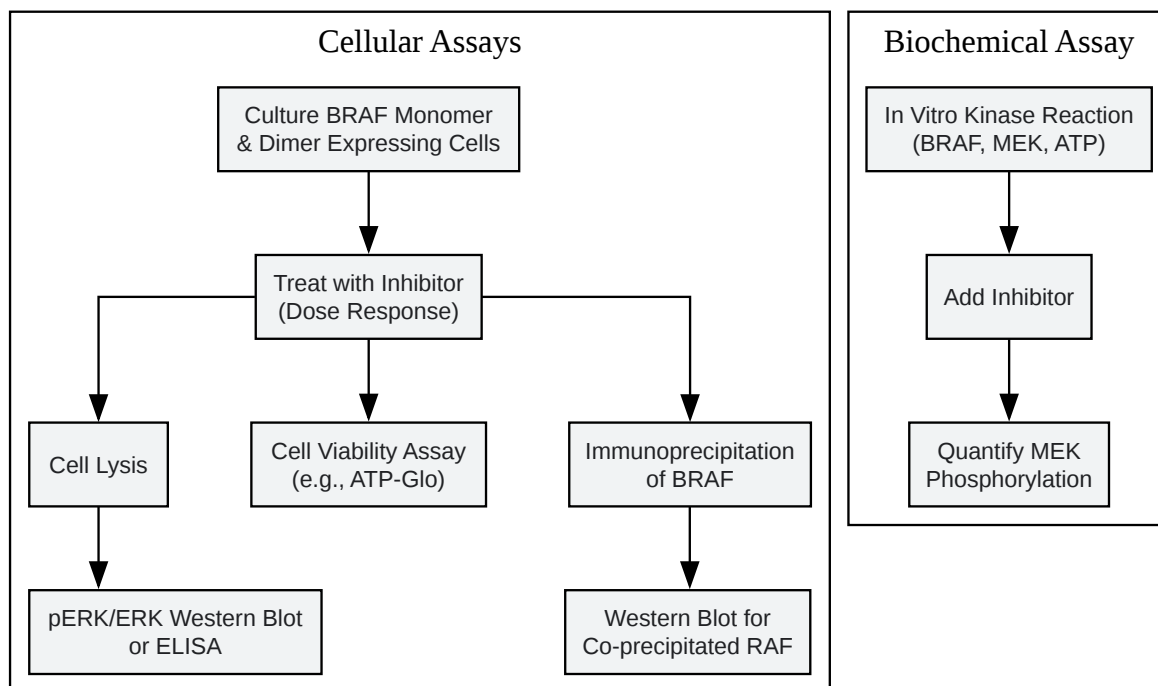 Cellular Assays
Culture BRAF Monomer
& Dimer Expressing Cells
Treat with Inhibitor
(Dose Response)
Cell Lysis
Cell Viability Assay
(e.g., ATP-Glo)
Immunoprecipitation
of BRAF
pERK/ERK Western Blot
or ELISA
Western Blot for
Co-precipitated RAF
Biochemical Assay
In Vitro Kinase Reaction
(BRAF, MEK, ATP)
Add Inhibitor
Quantify MEK
Phosphorylation